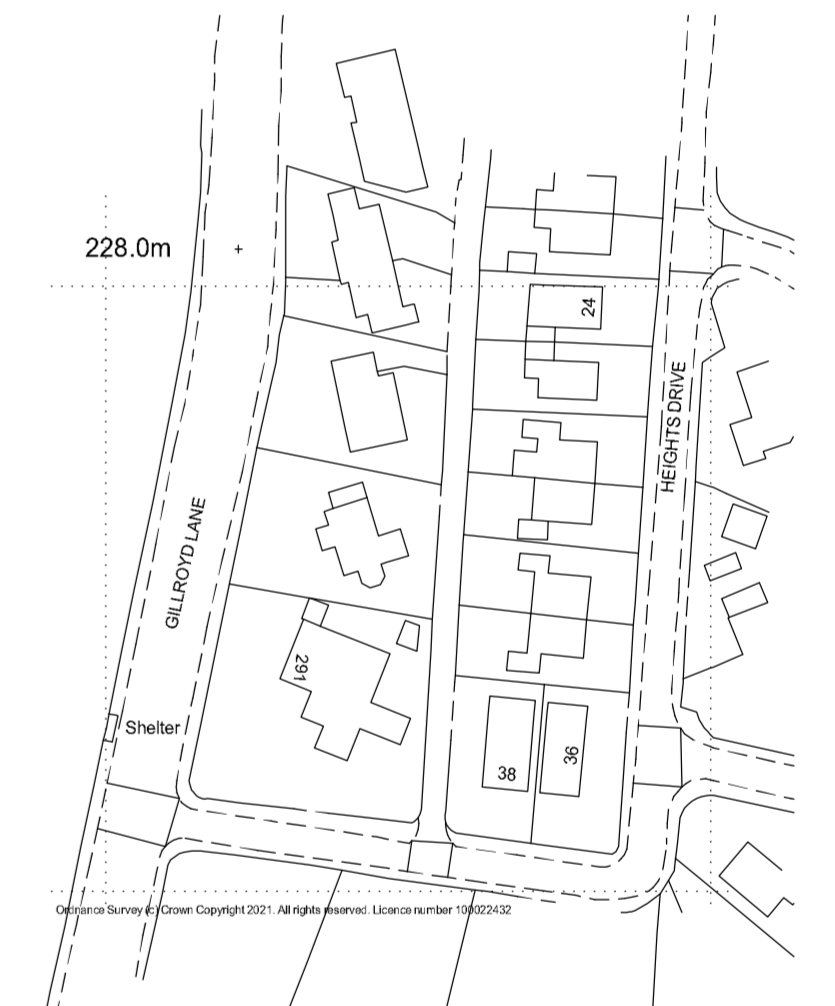 228.0m
24
HEIGHTS DRIVE
GILLROYD LANE
291
Shelter
38
36
Ordnance Survey (c) Crown Copyright 2021. All rights reserved. Licence number 100022432